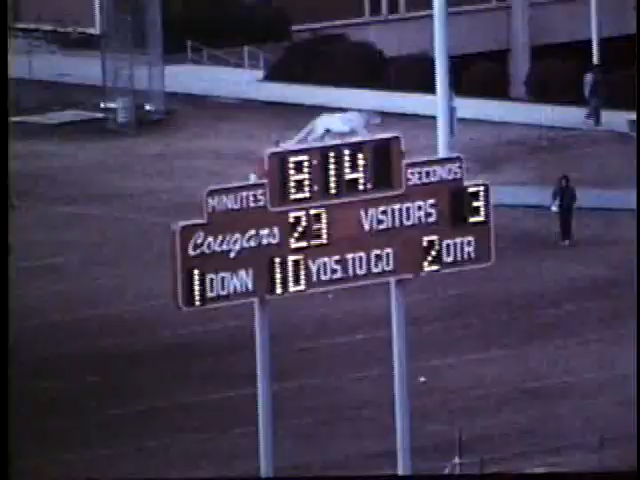 MINUTES 8:14 SECONDS
Cougars 23 VISITORS 3
1 DOWN 10 YDS.TO GO 2 QTR